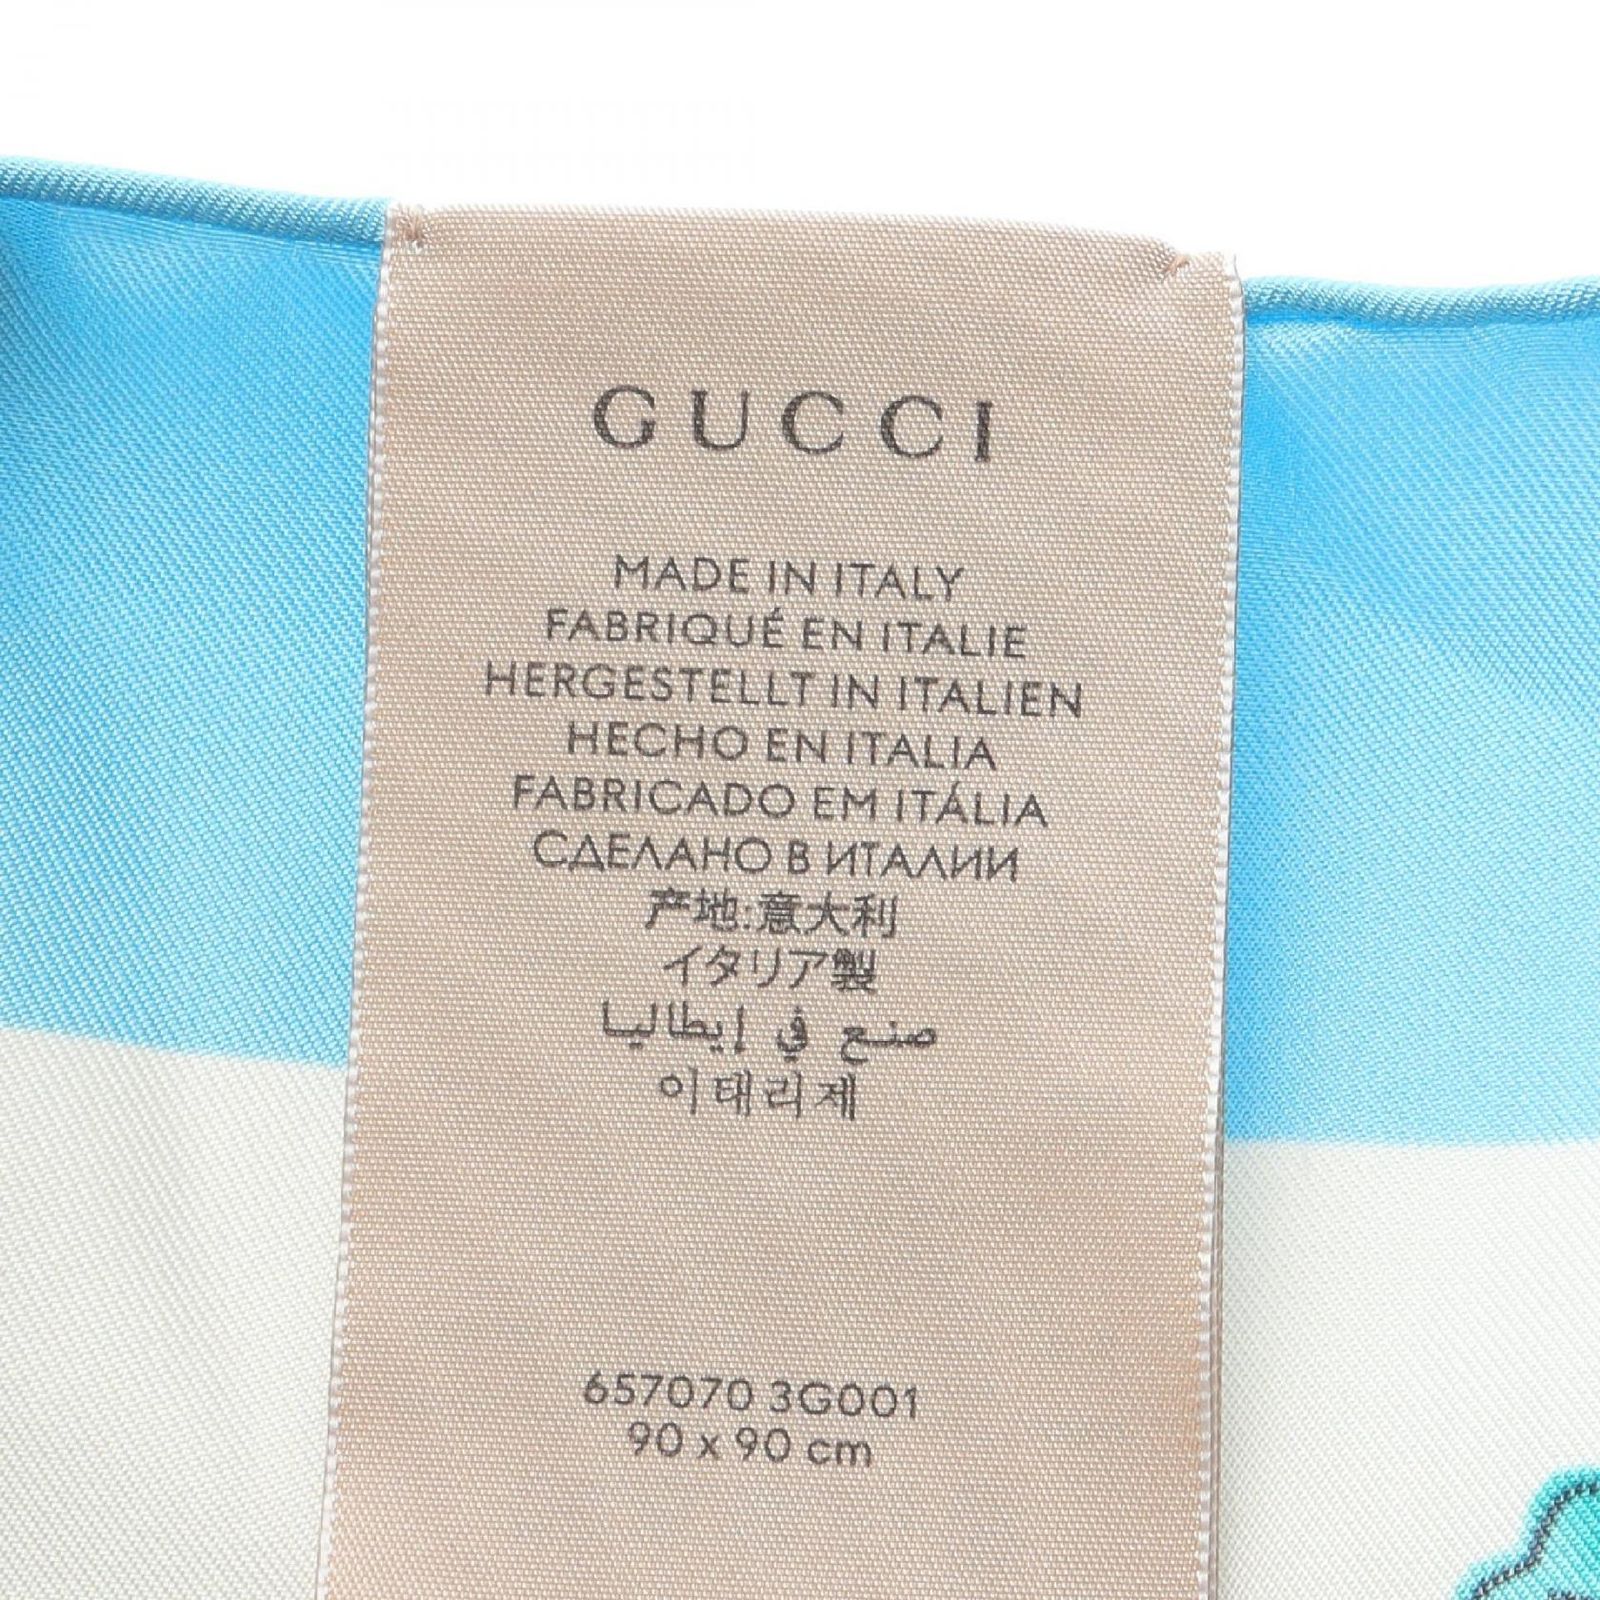 GUCCI
MADE IN ITALY
FABRIQUÉ EN ITALIE
HERGESTELLT IN ITALIEN
HECHO EN ITALIA
FABRICADO EM ITÁLIA
СДЕЛАНО В ИТАЛИИ
产地:意大利
イタリア製
صنع في إيطاليا
이태리제
657070 3G001
90 x 90 cm